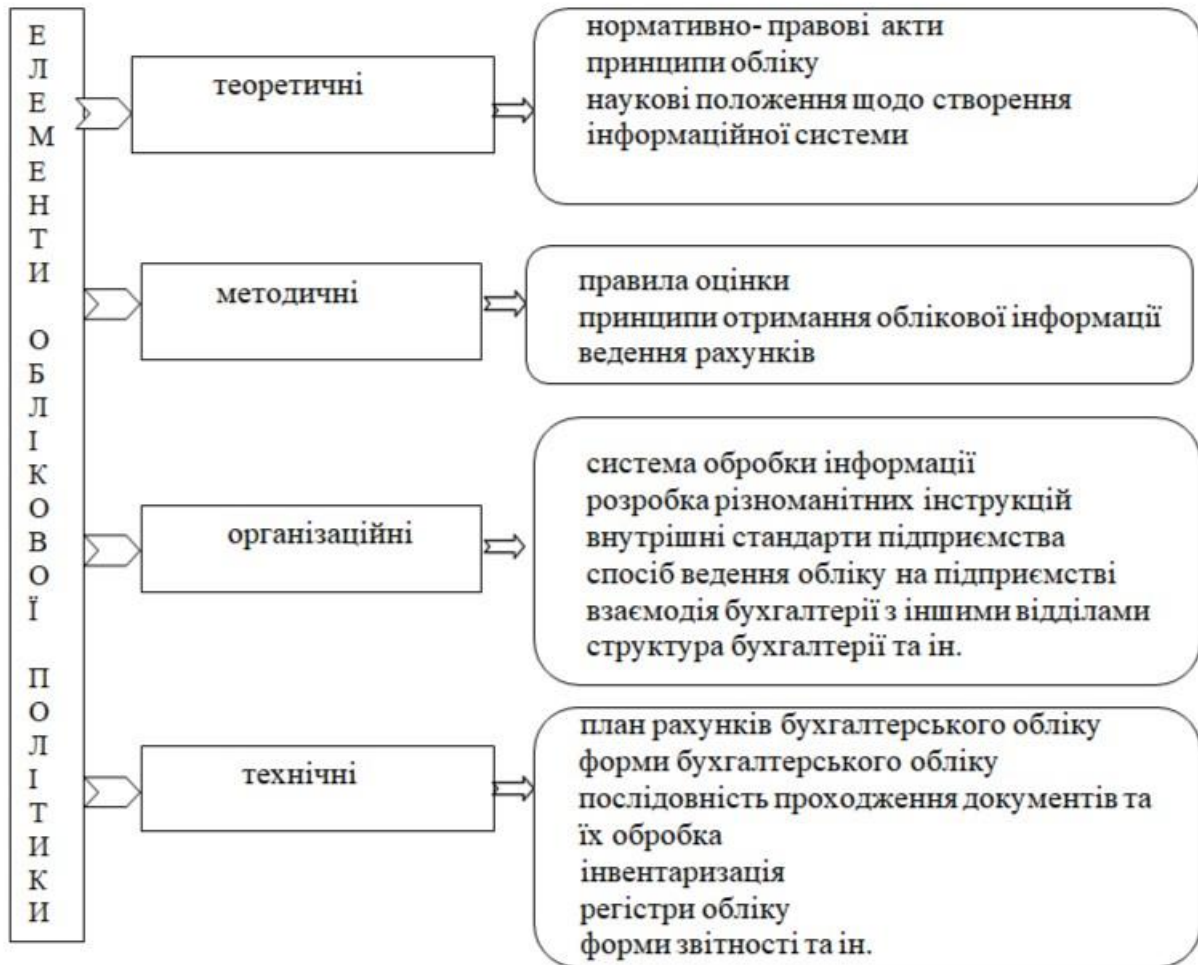 ЕЛЕМЕНТИ ОБЛІКОВОЇ ПОЛІТИКИ
теоретичні
нормативно- правові акти
принципи обліку
наукові положення щодо створення
інформаційної системи
методичні
правила оцінки
принципи отримання облікової інформації
ведення рахунків
організаційні
система обробки інформації
розробка різноманітних інструкцій
внутрішні стандарти підприємства
спосіб ведення обліку на підприємстві
взаємодія бухгалтерії з іншими відділами
структура бухгалтерії та ін.
технічні
план рахунків бухгалтерського обліку
форми бухгалтерського обліку
послідовність проходження документів та
їх обробка
інвентаризація
регістри обліку
форми звітності та ін.